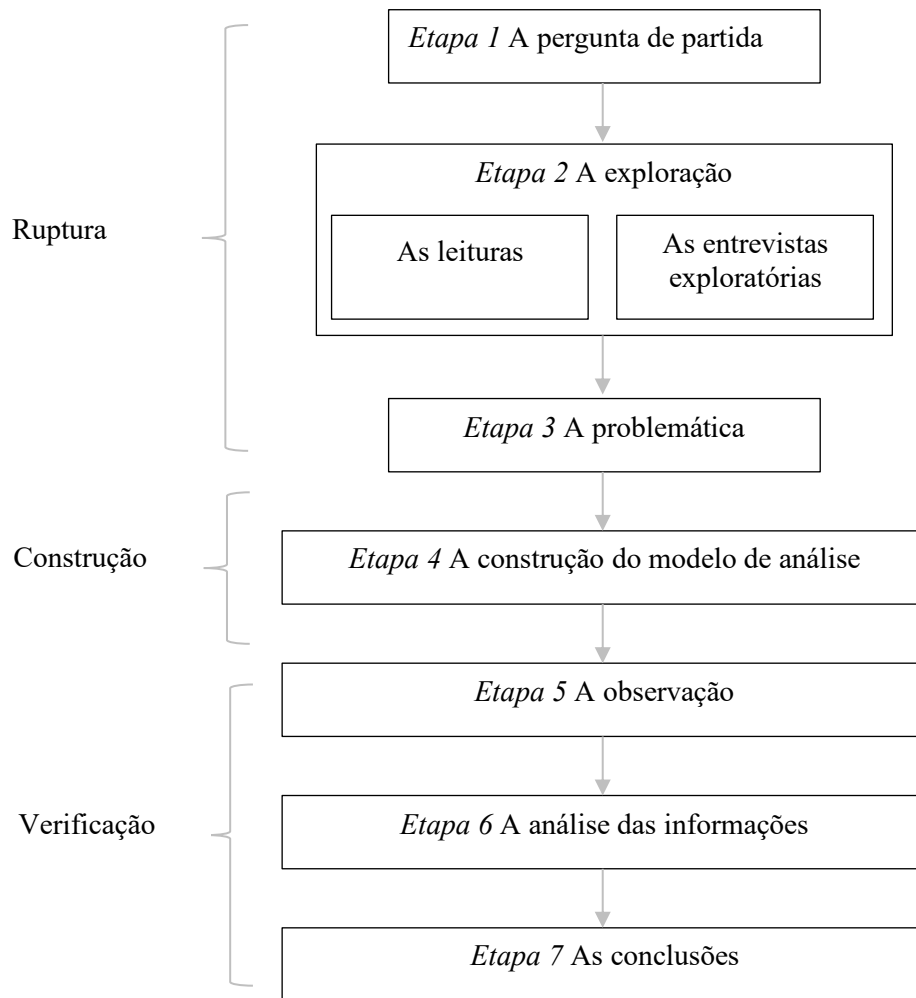 Etapa 1 A pergunta de partida
Etapa 2 A exploração
As leituras
As entrevistas
exploratórias
Ruptura
Etapa 3 A problemática
Construção
Etapa 4 A construção do modelo de análise
Etapa 5 A observação
Verificação
Etapa 6 A análise das informações
Etapa 7 As conclusões